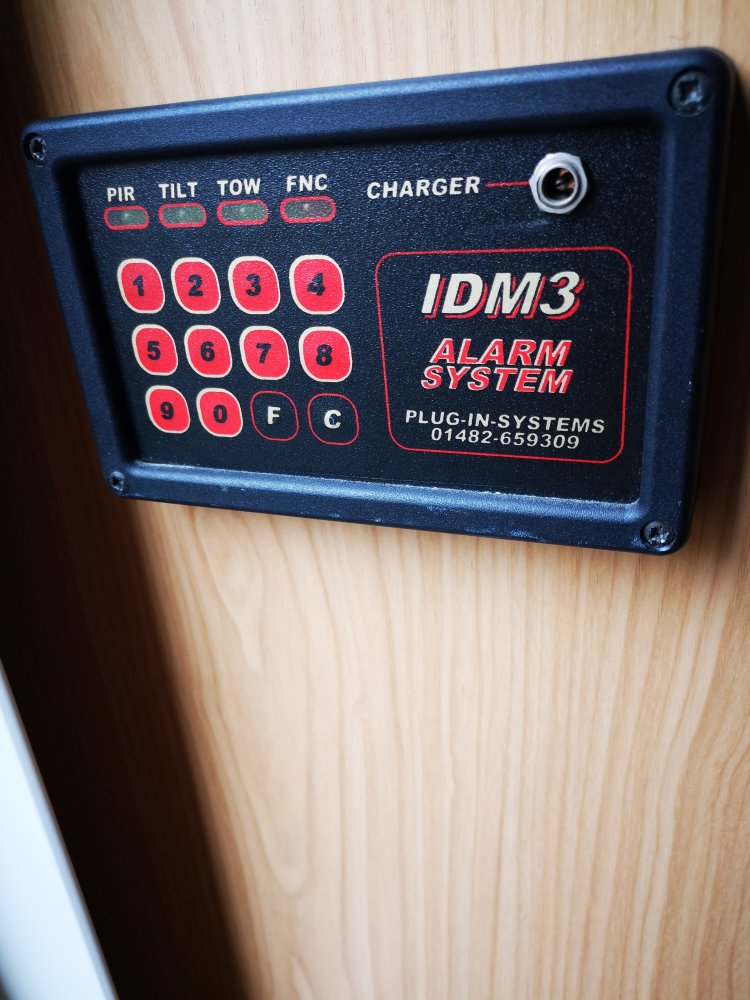 PIR TILT TOW FNC
CHARGER
1 2 3 4
5 6 7 8
9 0 F C
IDM3
ALARM
SYSTEM
PLUG-IN-SYSTEMS
01482-659309